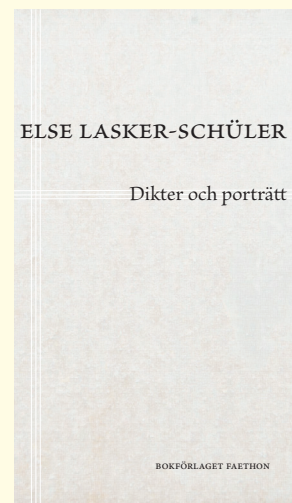 ELSE LASKER-SCHÜLER
Dikter och porträtt
BOKFÖRLAGET FAETHON